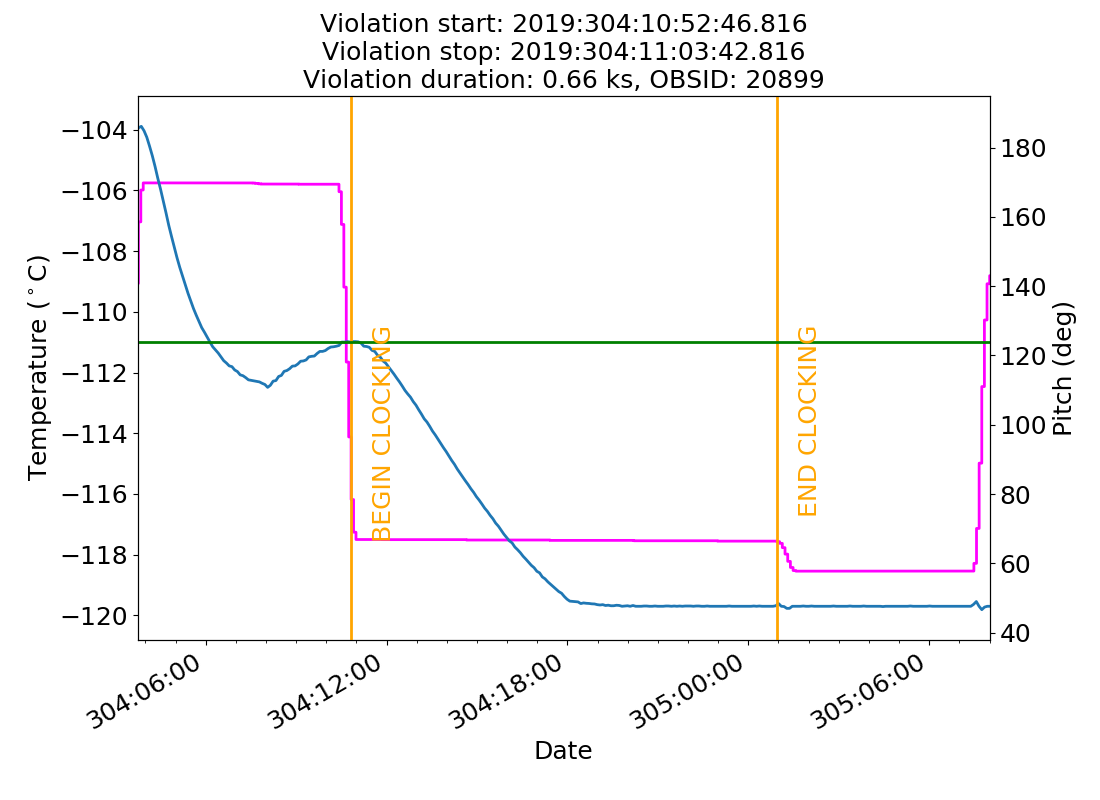 Violation start: 2019:304:10:52:46.816
Violation stop: 2019:304:11:03:42.816
Violation duration: 0.66 ks, OBSID: 20899
Temperature (°C)
−104
−106
−108
−110
−112
−114
−116
−118
−120
BEGIN CLOCKING
END CLOCKING
180
160
140
120
100
80
60
40
Pitch (deg)
304:06:00
304:12:00
304:18:00
305:00:00
305:06:00
Date